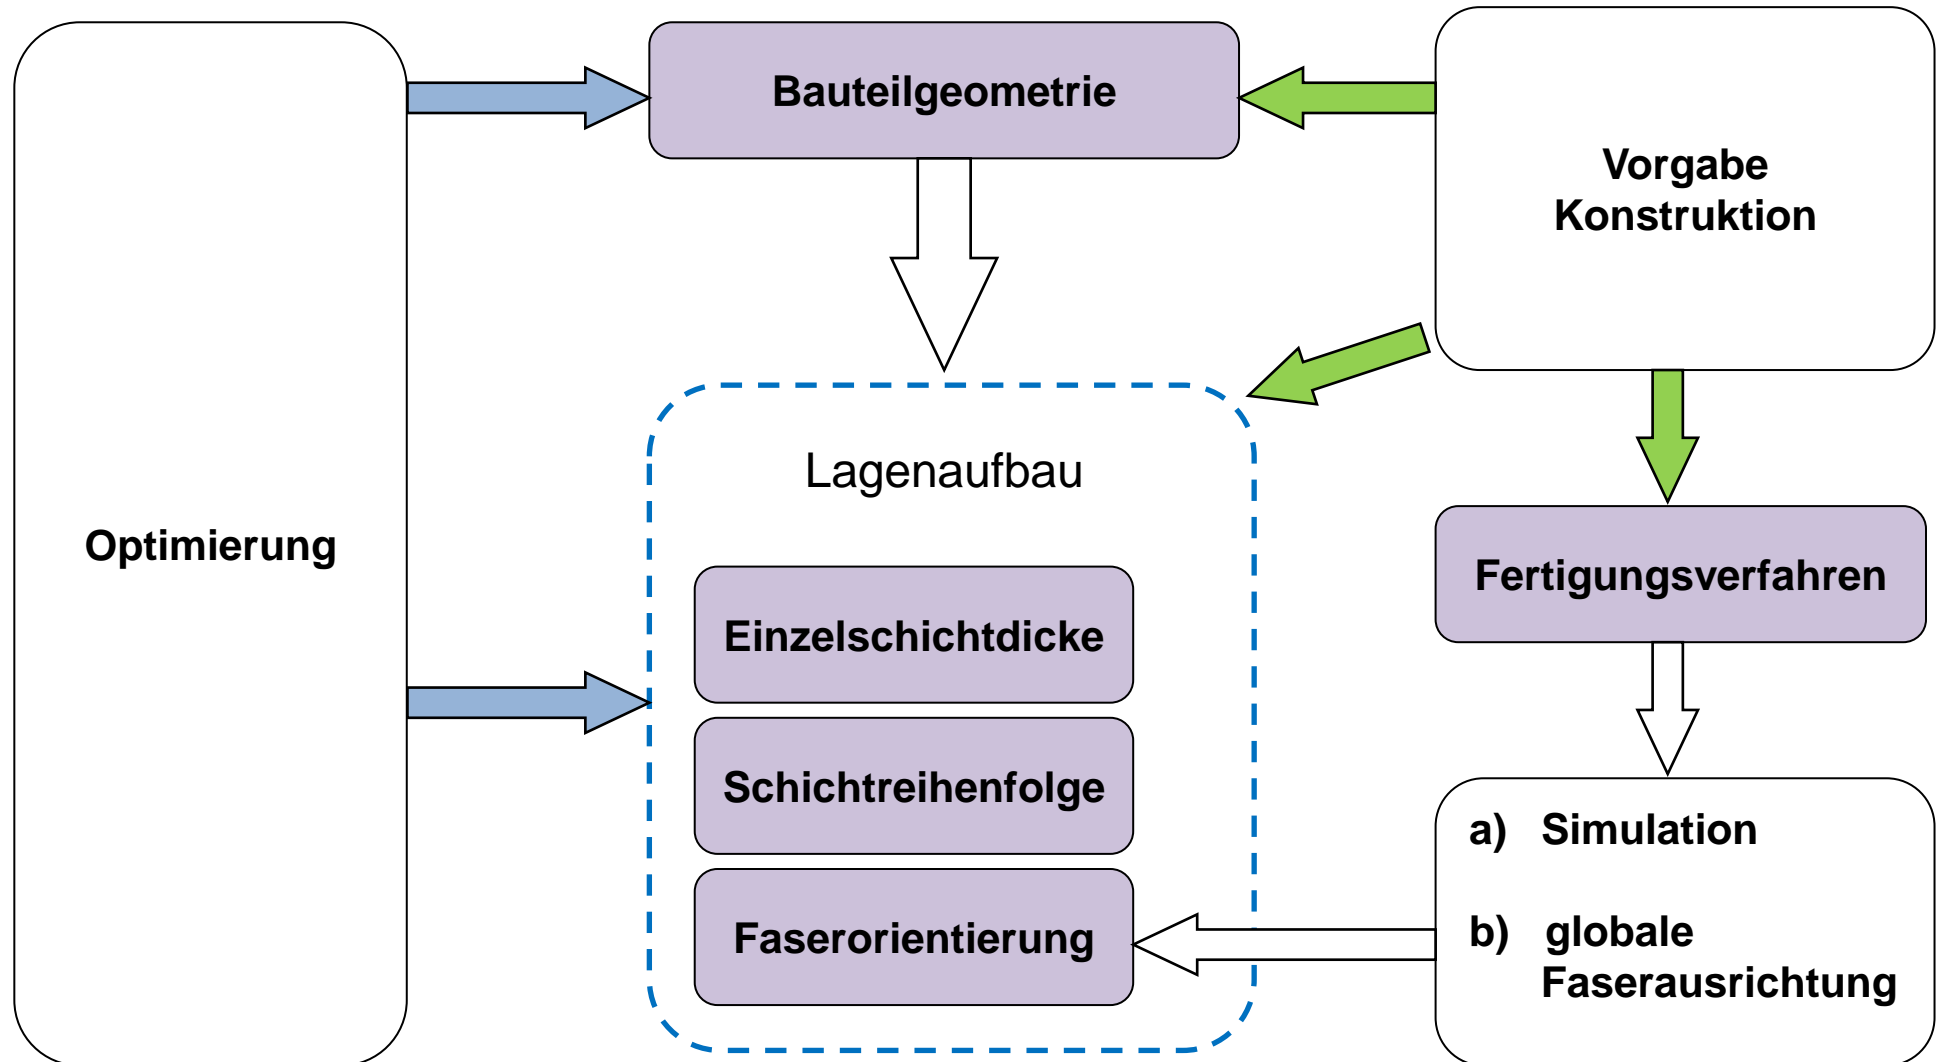 Bauteilgeometrie
Vorgabe
Konstruktion
Optimierung
Lagenaufbau
Einzelschichtdicke
Schichtreihenfolge
Faserorientierung
Fertigungsverfahren
a) Simulation
b) globale
Faserausrichtung